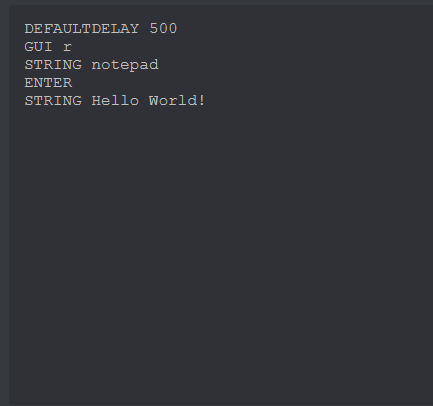 DEFAULTDELAY 500
GUI r
STRING notepad
ENTER
STRING Hello World!